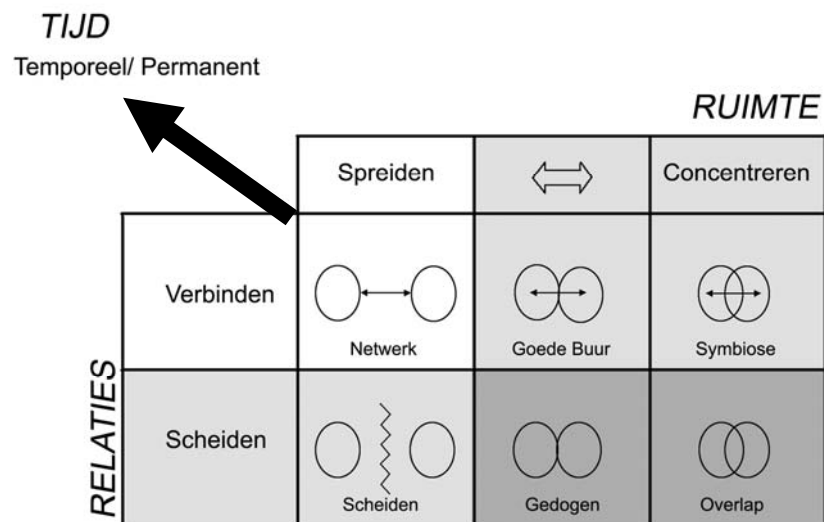 TIJD
Temporeel/ Permanent
RUIMTE
Spreiden
Concentreren
Verbinden
Netwerk
Goede Buur
Symbiose
RELATIES
Scheiden
Scheiden
Gedogen
Overlap